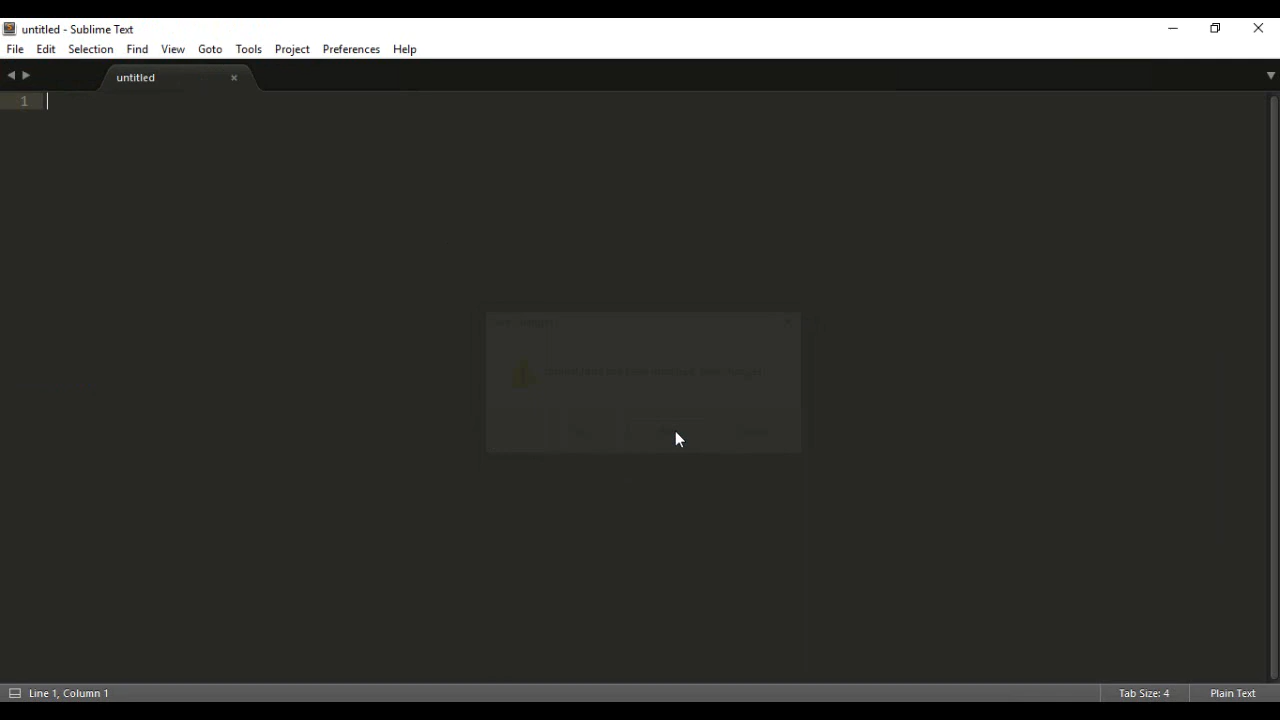 untitled - Sublime Text
File Edit Selection Find View Goto Tools Project Preferences Help
untitled
1
Line 1, Column 1 Tab Size: 4 Plain Text